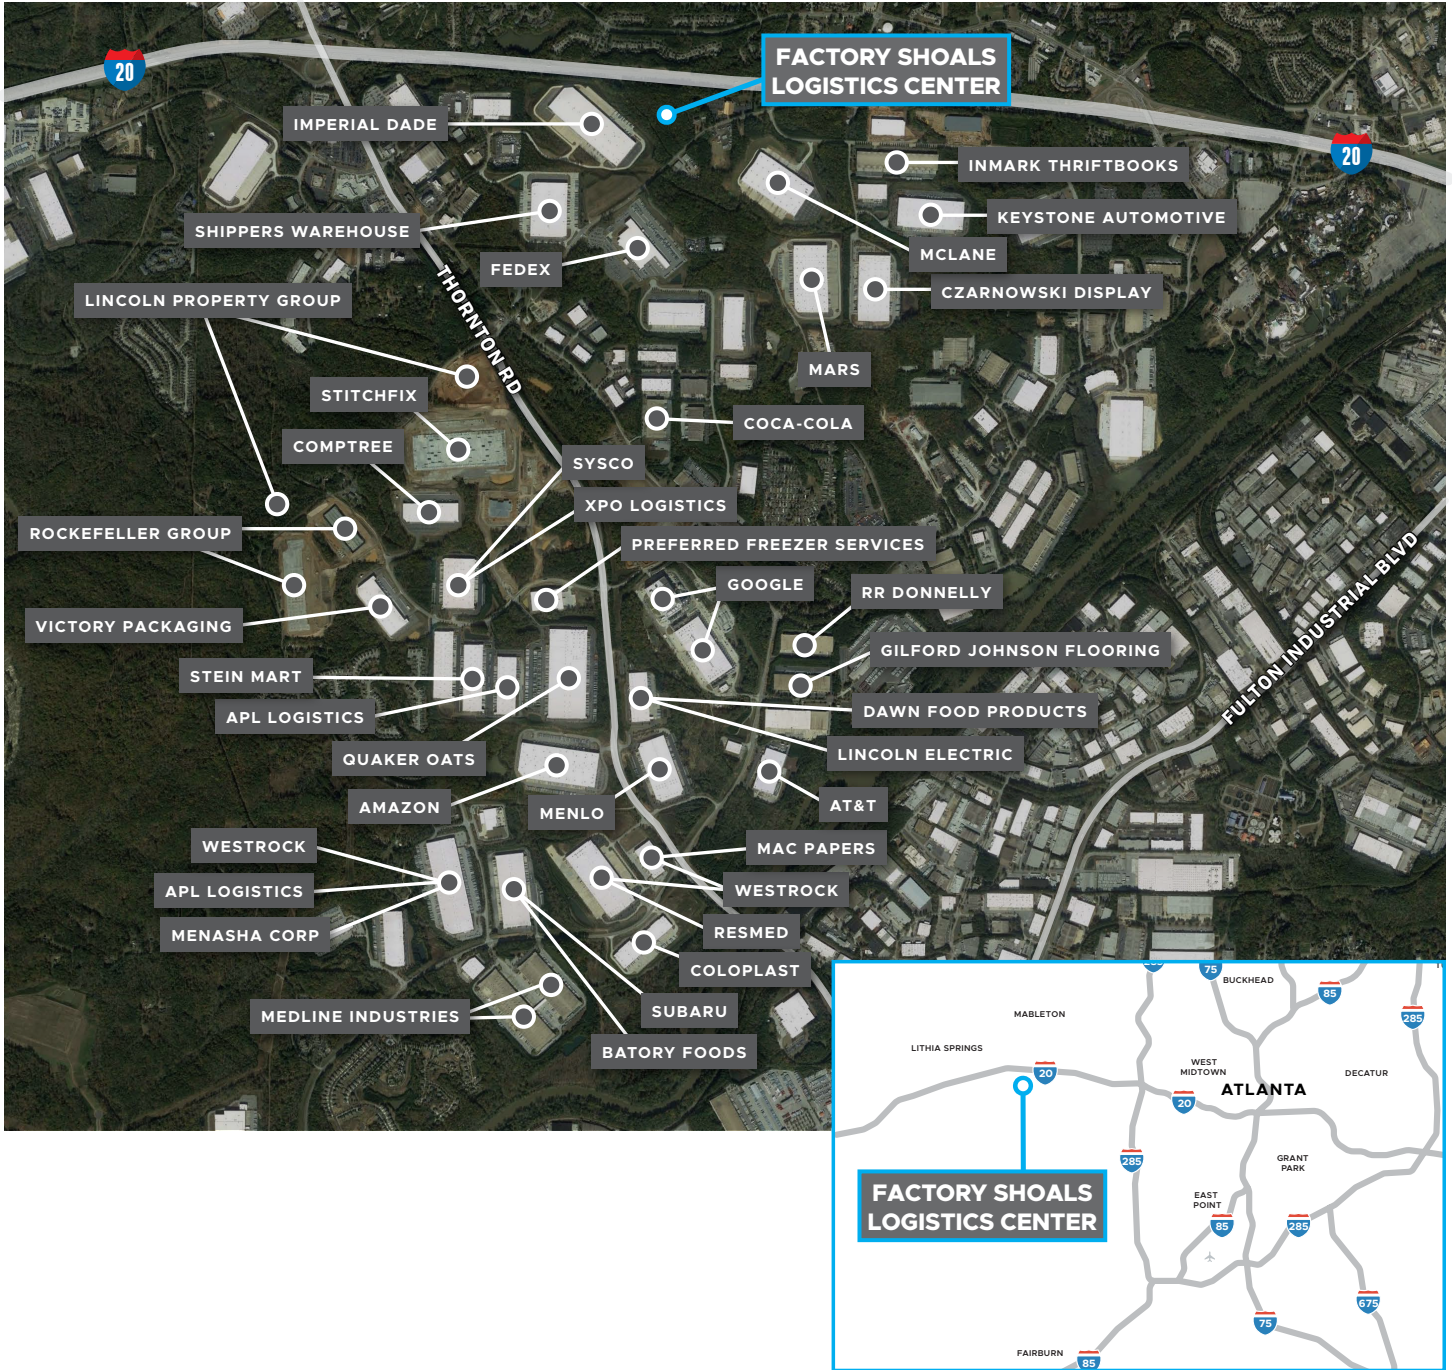 FACTORY SHOALS
LOGISTICS CENTER
20
20
IMPERIAL DADE
INMARK THRIFTBOOKS
SHIPPERS WAREHOUSE
KEYSTONE AUTOMOTIVE
MCLANE
FEDEX
CZARNOWSKI DISPLAY
LINCOLN PROPERTY GROUP
THORNTON RD
MARS
STITCHFIX
COCA-COLA
COMPTREE
SYSCO
XPO LOGISTICS
ROCKEFELLER GROUP
PREFERRED FREEZER SERVICES
GOOGLE
RR DONNELLY
FULTON INDUSTRIAL BLVD
VICTORY PACKAGING
GILFORD JOHNSON FLOORING
STEIN MART
APL LOGISTICS
DAWN FOOD PRODUCTS
QUAKER OATS
LINCOLN ELECTRIC
AMAZON
MENLO
AT&T
WESTROCK
MAC PAPERS
APL LOGISTICS
WESTROCK
MENASHA CORP
RESMED
COLOPLAST
MEDLINE INDUSTRIES
SUBARU
BATORY FOODS
75
BUCKHEAD
85
285
MABLETON
LITHIA SPRINGS
20
WEST
MIDTOWN
DECATUR
ATLANTA
20
285
GRANT
PARK
FACTORY SHOALS
LOGISTICS CENTER
EAST
POINT
85
285
675
75
FAIRBURN
85